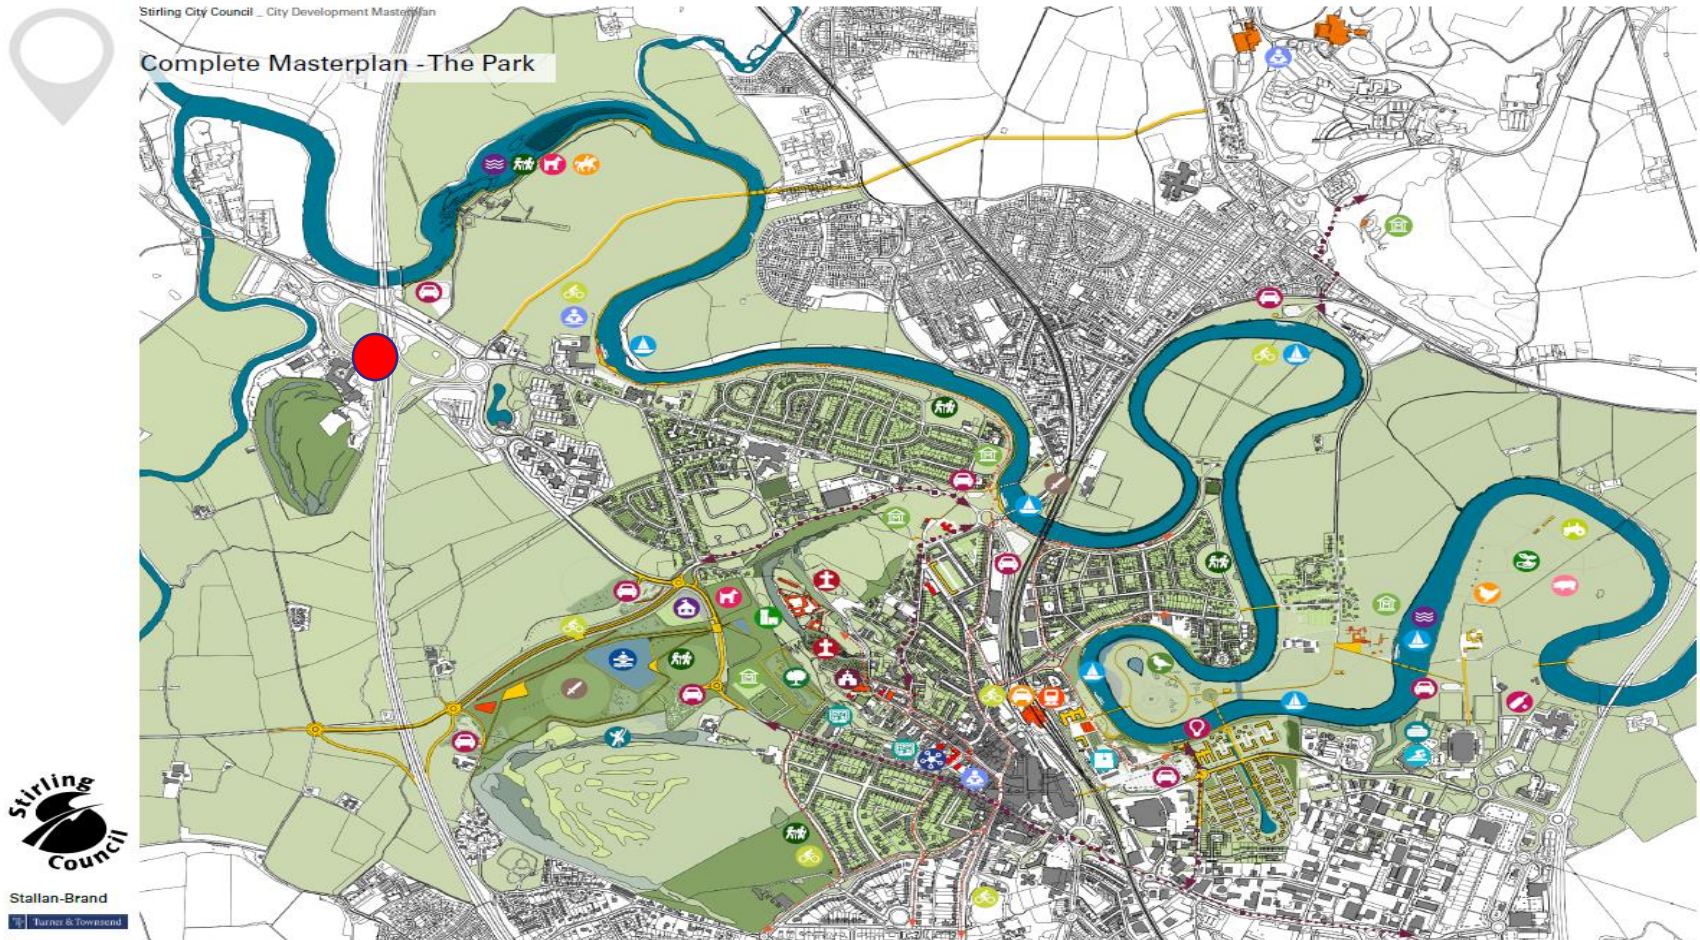 Stirling City Council _ City Development Masterplan
Complete Masterplan - The Park
Stirling
Council
Stallan-Brand
Turner & Townsend